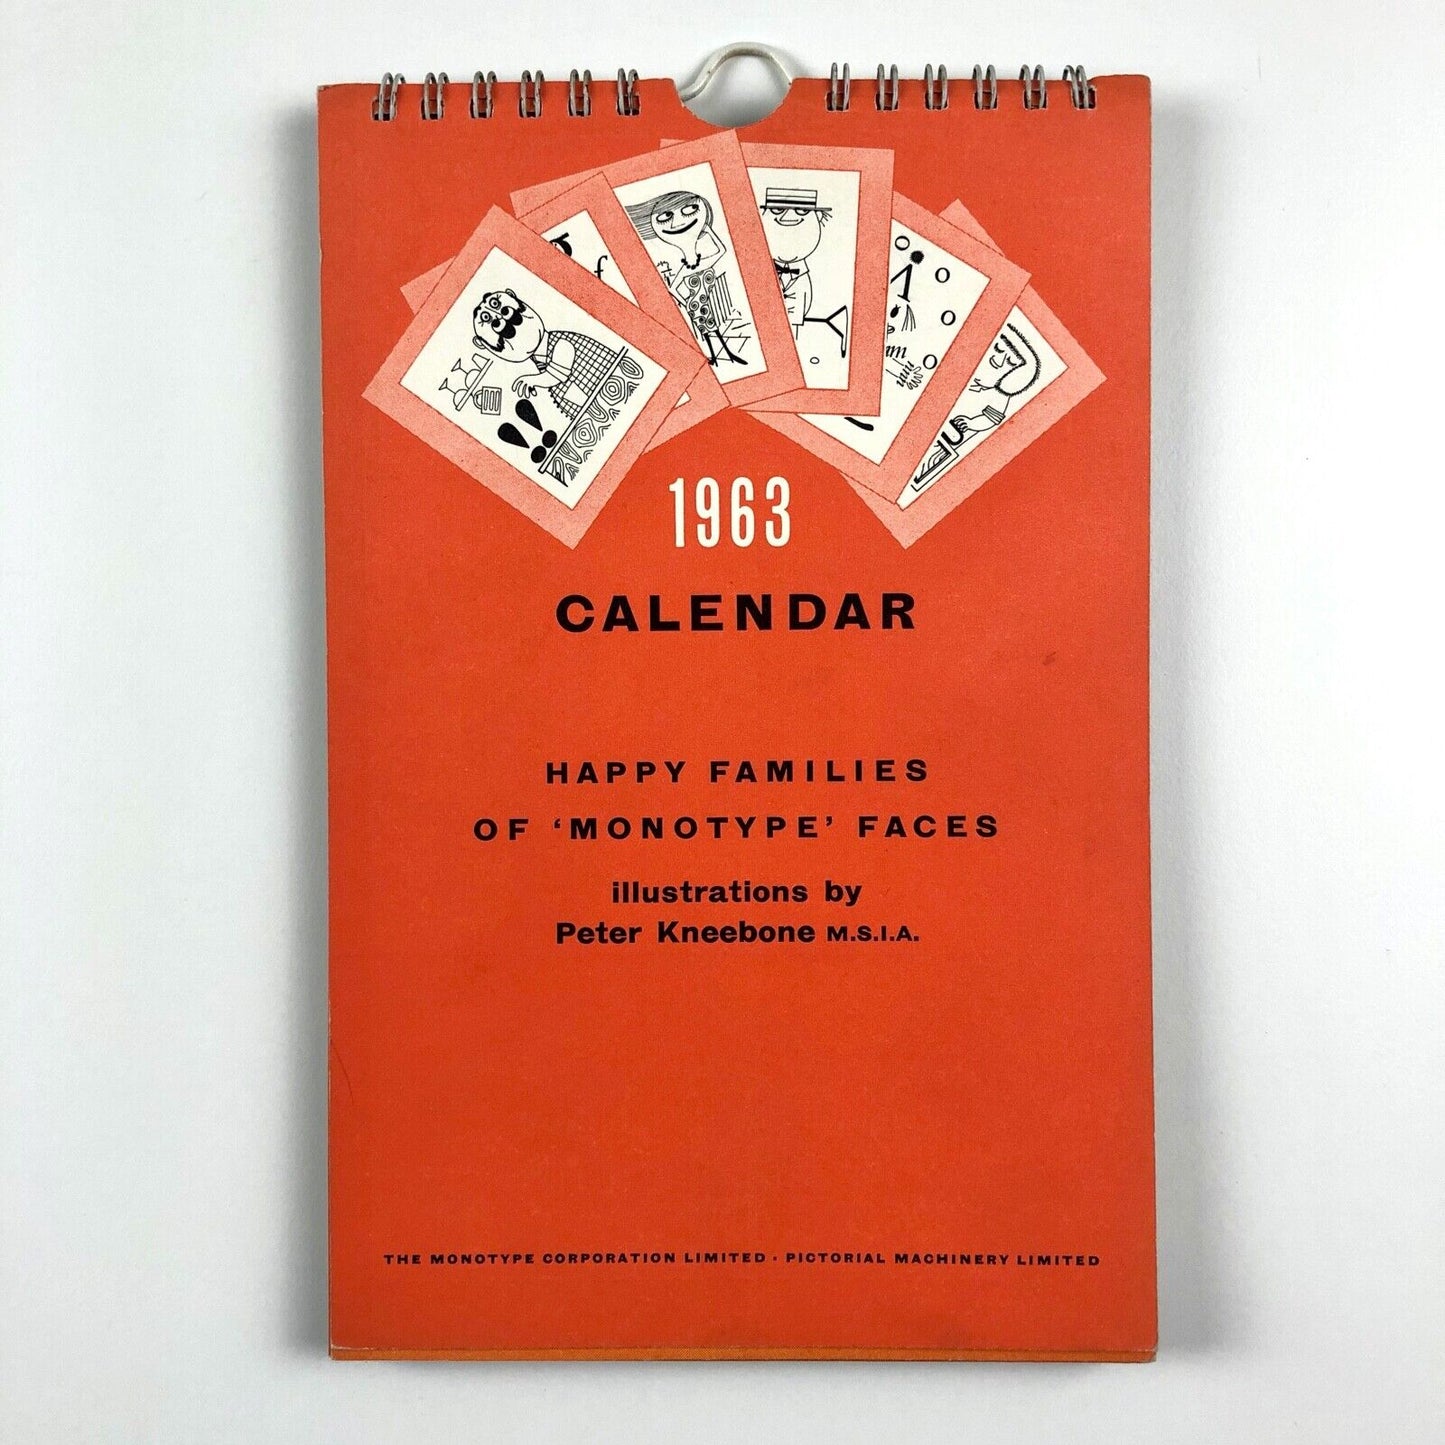 1963
CALENDAR
HAPPY FAMILIES
OF ‘MONOTYPE’ FACES
illustrations by
Peter Kneebone M.S.I.A.
THE MONOTYPE CORPORATION LIMITED · PICTORIAL MACHINERY LIMITED